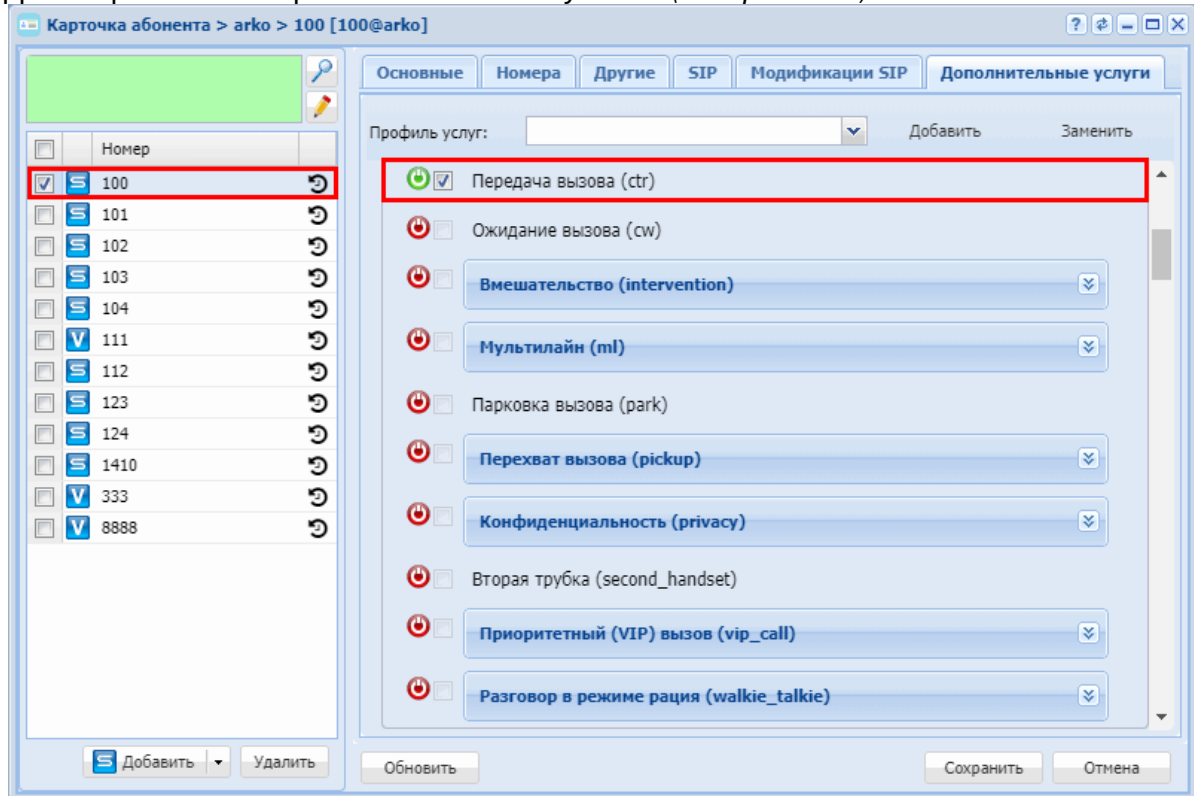 Карточка абонента > arko > 100 [100@arko]
Номер
100
101
102
103
104
111
112
123
124
1410
333
8888
Добавить
Удалить
Основные
Номера
Другие
SIP
Модификации SIP
Дополнительные услуги
Профиль услуг:
Добавить
Заменить
Передача вызова (ctr)
Ожидание вызова (cw)
Вмешательство (intervention)
Мультилайн (ml)
Парковка вызова (park)
Перехват вызова (pickup)
Конфиденциальность (privacy)
Вторая трубка (second_handset)
Приоритетный (VIP) вызов (vip_call)
Разговор в режиме рация (walkie_talkie)
Обновить
Сохранить
Отмена